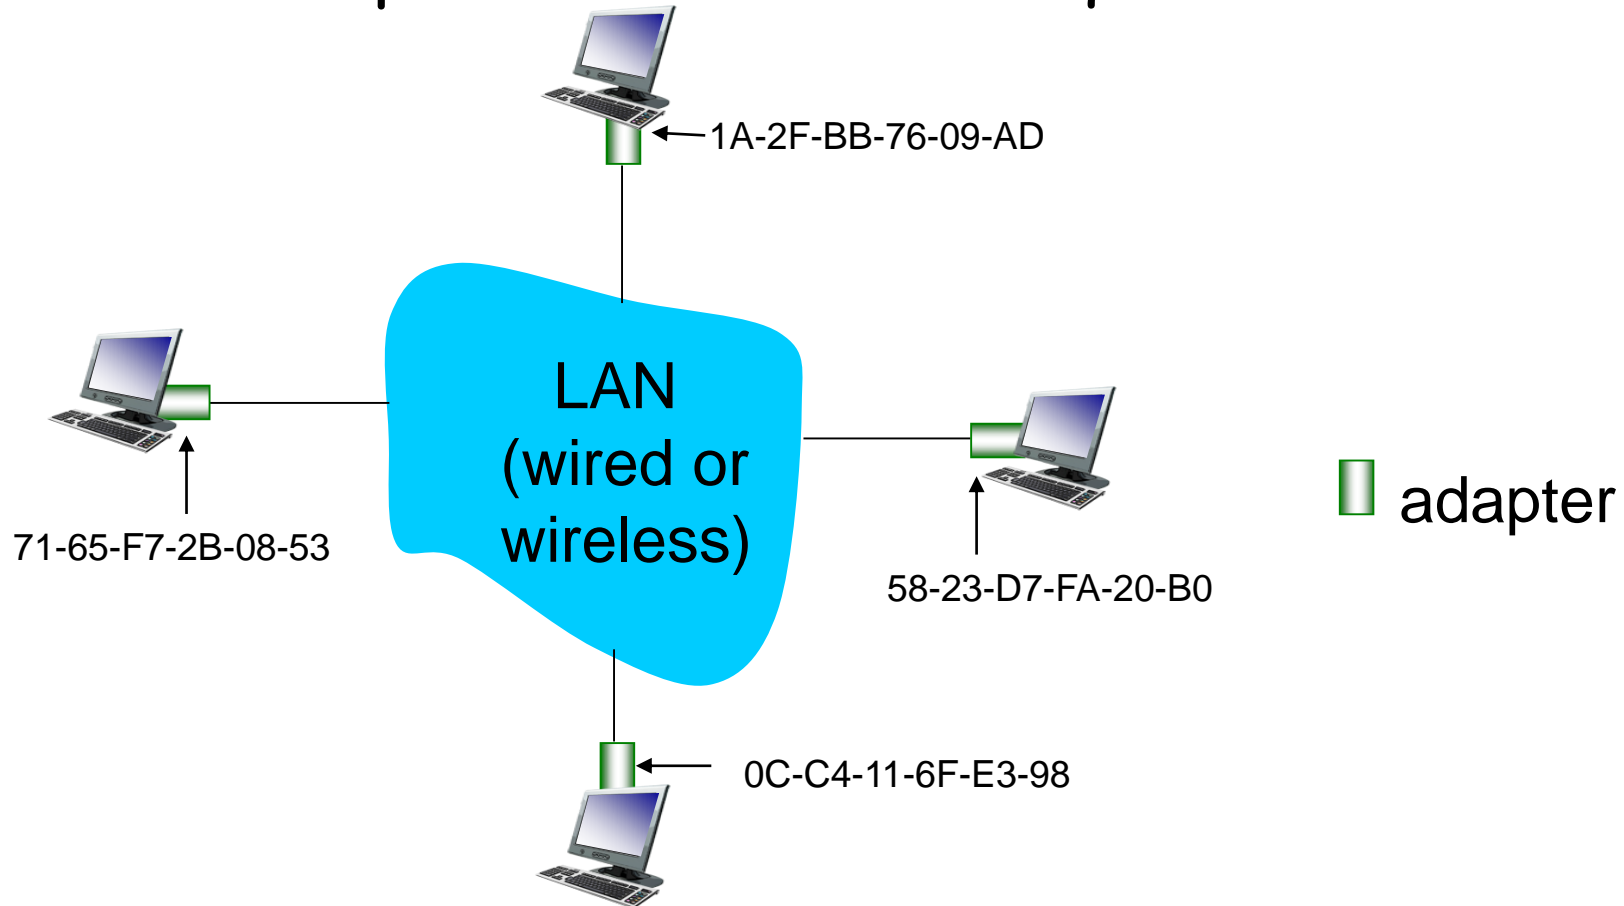 1A-2F-BB-76-09-AD
LAN
(wired or
wireless)
adapter
71-65-F7-2B-08-53
58-23-D7-FA-20-B0
0C-C4-11-6F-E3-98